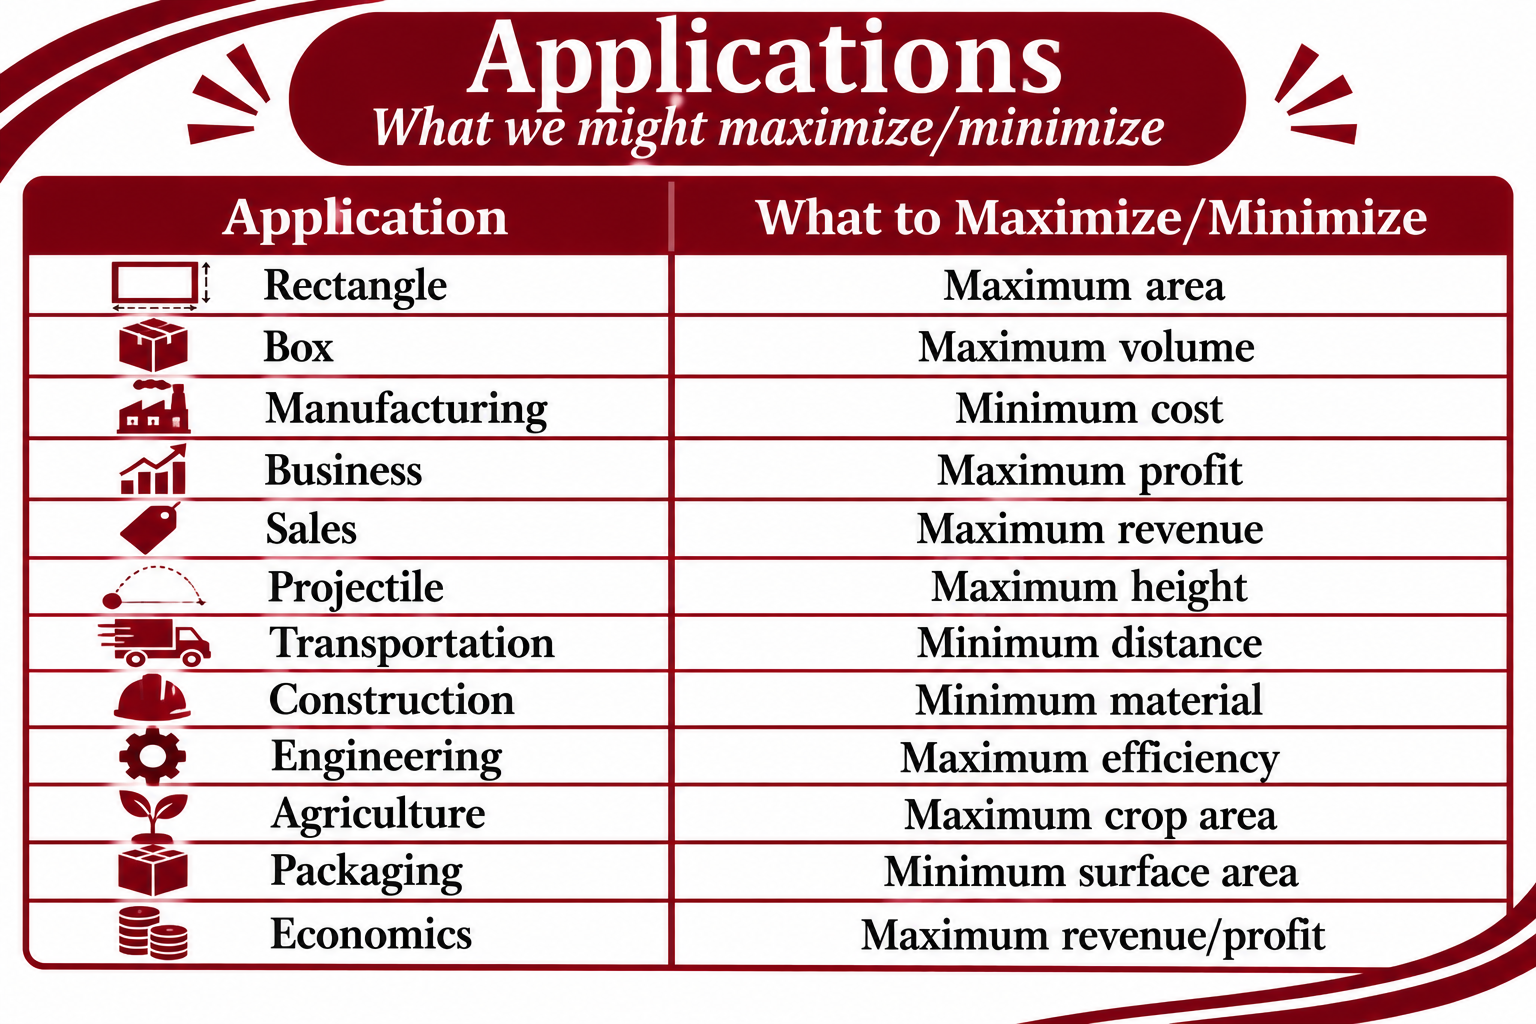 Applications
What we might maximize/minimize
Application What to Maximize/Minimize
Rectangle Maximum area
Box Maximum volume
Manufacturing Minimum cost
Business Maximum profit
Sales Maximum revenue
Projectile Maximum height
Transportation Minimum distance
Construction Minimum material
Engineering Maximum efficiency
Agriculture Maximum crop area
Packaging Minimum surface area
Economics Maximum revenue/profit